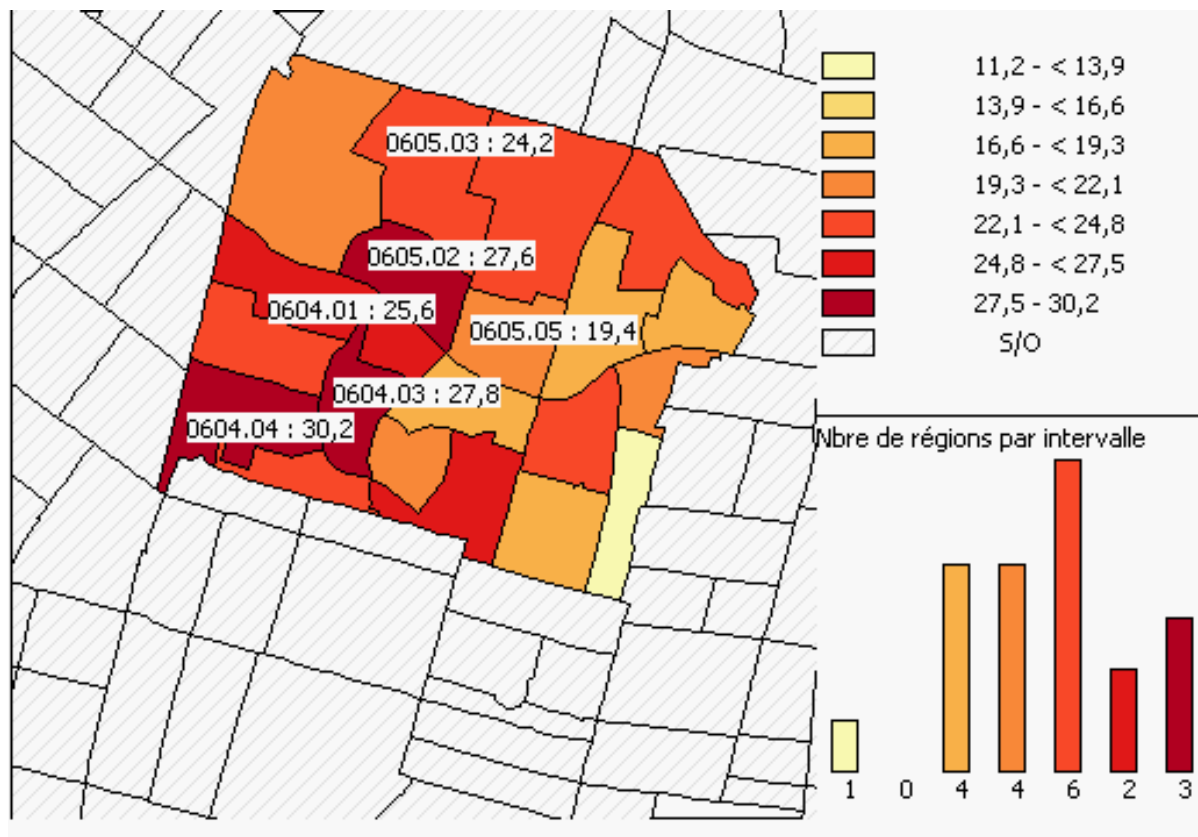 0605.03 : 24,2
0605.02 : 27,6
0604.01 : 25,6
0605.05 : 19,4
0604.03 : 27,8
0604.04 : 30,2
11,2 - < 13,9
13,9 - < 16,6
16,6 - < 19,3
19,3 - < 22,1
22,1 - < 24,8
24,8 - < 27,5
27,5 - 30,2
S/O
Nbre de régions par intervalle
1 0 4 4 6 2 3